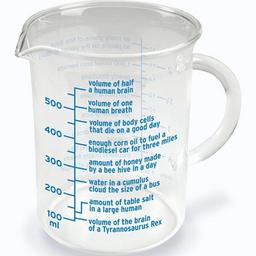 volume of half
a human brain
500
volume of one
human breath
volume of body cells
that die on a good day
400
enough corn oil to fuel a
biodiesel car for three miles
300
amount of honey made
by a bee hive in a day
200
water in a cumulus
cloud the size of a bus
amount of table salt
in a large human
100
ml
volume of the brain
of a Tyrannosaurus Rex